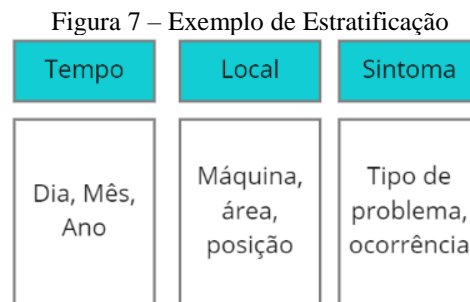 Figura 7 – Exemplo de Estratificação
Tempo
Local
Sintoma
Dia, Mês,
Ano
Máquina,
área,
posição
Tipo de
problema,
ocorrência